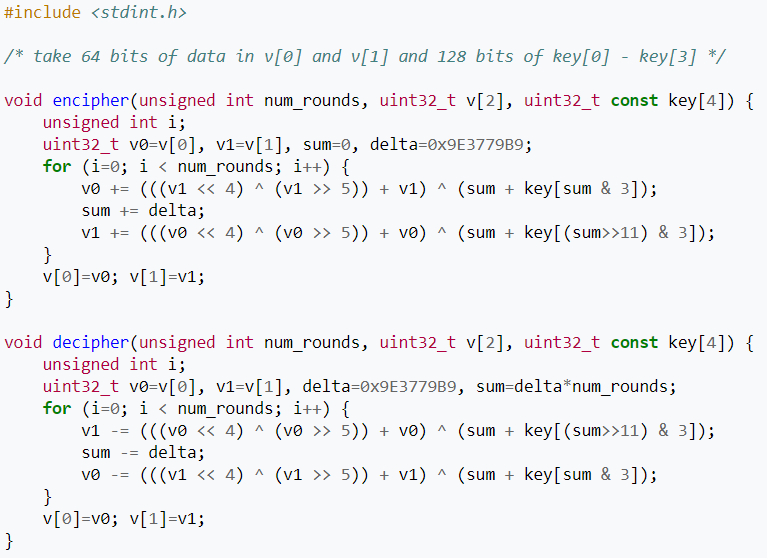 #include <stdint.h>
/* take 64 bits of data in v[0] and v[1] and 128 bits of key[0] - key[3] */
void encipher(unsigned int num_rounds, uint32_t v[2], uint32_t const key[4]) {
    unsigned int i;
    uint32_t v0=v[0], v1=v[1], sum=0, delta=0x9E3779B9;
    for (i=0; i < num_rounds; i++) {
        v0 += (((v1 << 4) ^ (v1 >> 5)) + v1) ^ (sum + key[sum & 3]);
        sum += delta;
        v1 += (((v0 << 4) ^ (v0 >> 5)) + v0) ^ (sum + key[(sum>>11) & 3]);
    }
    v[0]=v0; v[1]=v1;
}
void decipher(unsigned int num_rounds, uint32_t v[2], uint32_t const key[4]) {
    unsigned int i;
    uint32_t v0=v[0], v1=v[1], delta=0x9E3779B9, sum=delta*num_rounds;
    for (i=0; i < num_rounds; i++) {
        v1 -= (((v0 << 4) ^ (v0 >> 5)) + v0) ^ (sum + key[(sum>>11) & 3]);
        sum -= delta;
        v0 -= (((v1 << 4) ^ (v1 >> 5)) + v1) ^ (sum + key[sum & 3]);
    }
    v[0]=v0; v[1]=v1;
}